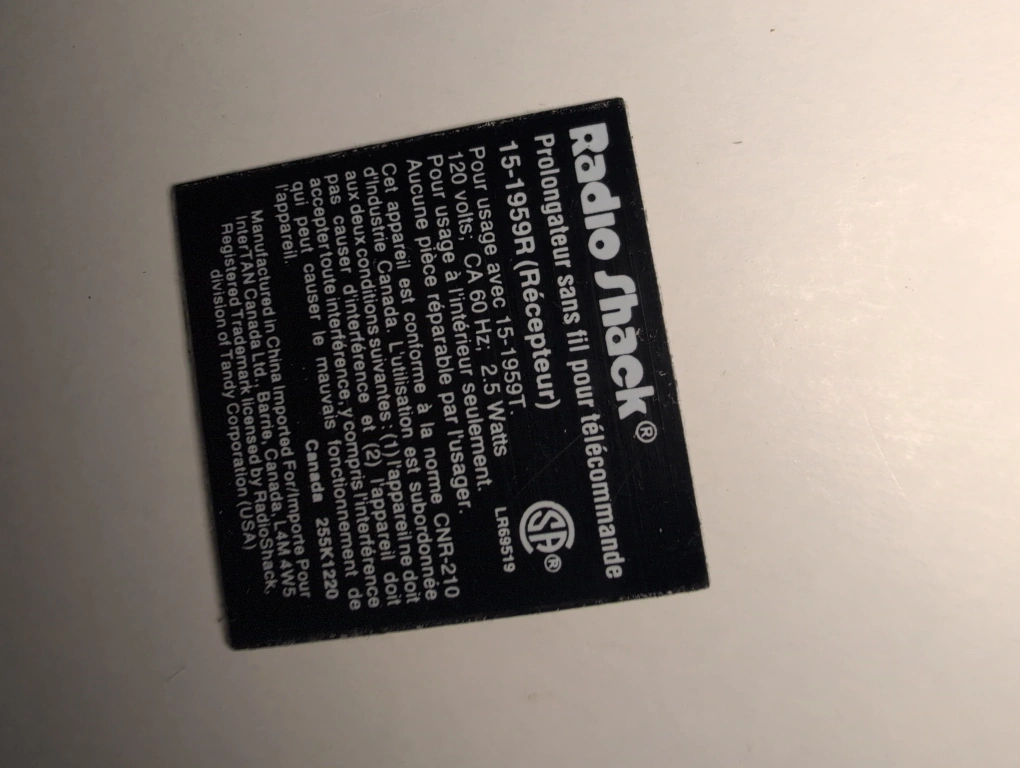 Radio Shack®
Prolongateur sans fil pour télécommande
15-1959R (Récepteur)
SA®
LR69519
Pour usage avec 15-1959T.
120 volts; CA 60 Hz; 2.5 Watts
Pour usage à l'intérieur seulement.
Aucune pièce réparable par l'usager.
Cet appareil est conforme à la norme CNR-210
d'Industrie Canada. L'utilisation est subordonnée
aux deux conditions suivantes: (1) l'appareil ne doit
pas causer d'interférence et (2) l'appareil doit
accepter toute interférence, y compris l'interférence
qui peut causer le mauvais fonctionnement de
l'appareil.
Canada 255K1220
Manufactured in China Imported For/Importe Pour
InterTAN Canada Ltd., Barrie, Canada, L4M 4W5
Registered Trademark licensed by RadioShack,
division of Tandy Corporation (USA)